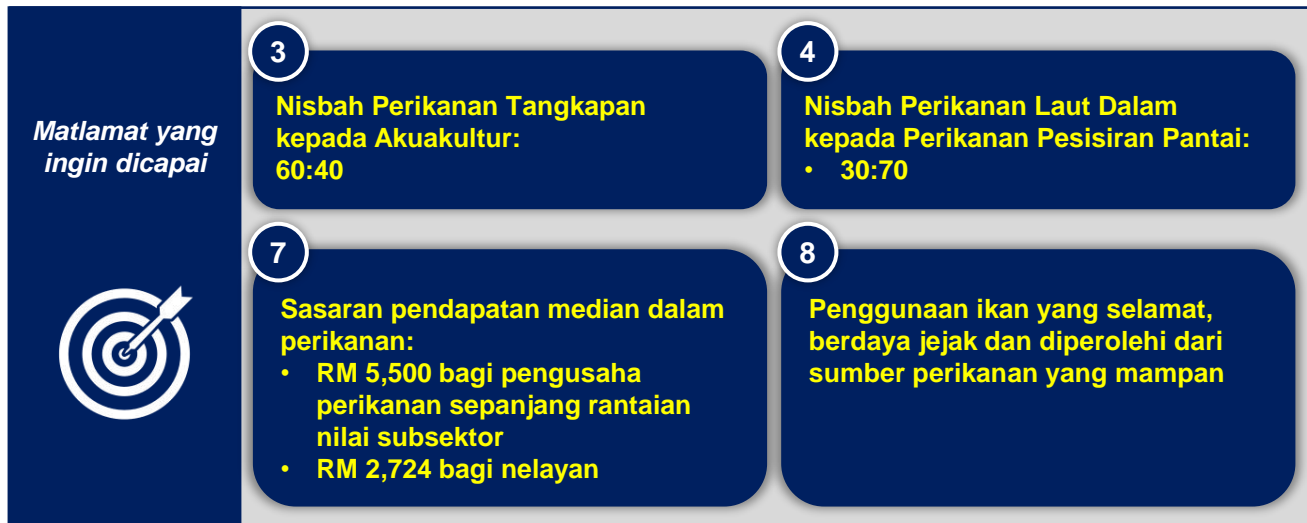 Matlamat yang
ingin dicapai
3
Nisbah Perikanan Tangkapan
kepada Akuakultur:
60:40
4
Nisbah Perikanan Laut Dalam
kepada Perikanan Pesisiran Pantai:
• 30:70
7
Sasaran pendapatan median dalam
perikanan:
• RM 5,500 bagi pengusaha
perikanan sepanjang rantaian
nilai subsektor
• RM 2,724 bagi nelayan
8
Penggunaan ikan yang selamat,
berdaya jejak dan diperolehi dari
sumber perikanan yang mampan